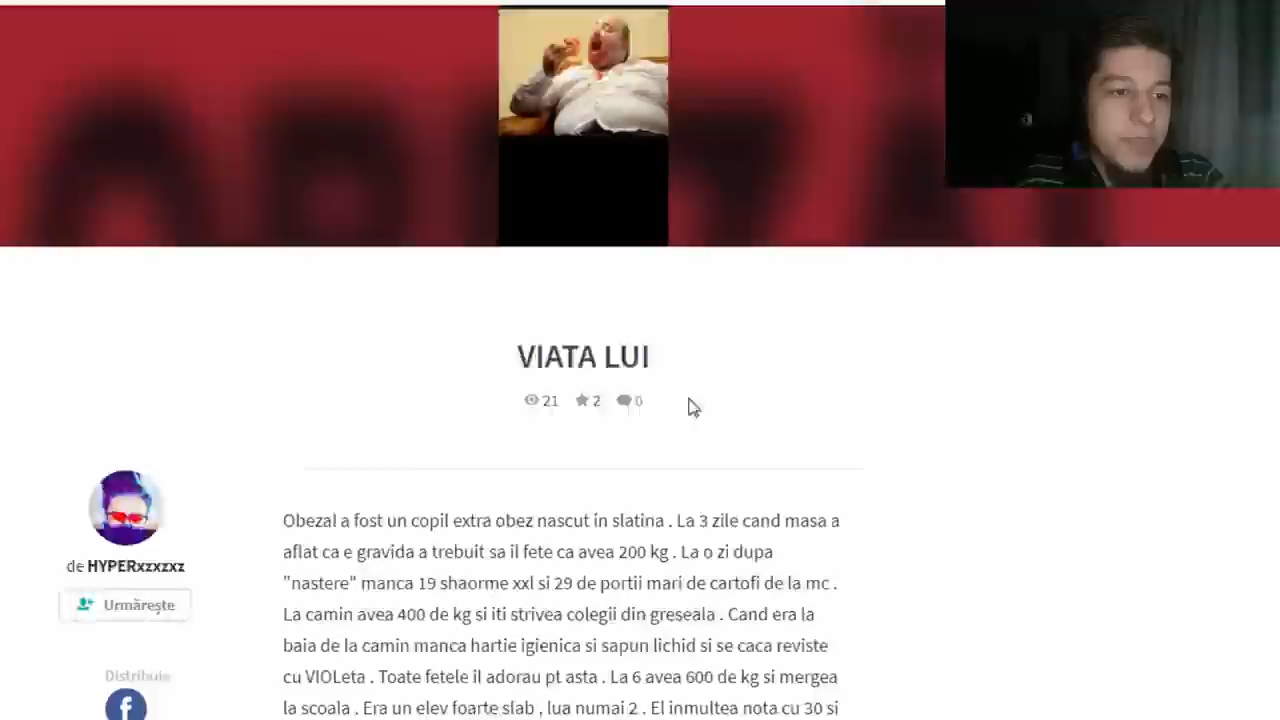 VIATA LUI
21 2 0
de HYPERxzxzxz
Urmărește
Distribuie
Obezal a fost un copil extra obez nascut in slatina . La 3 zile cand masa a
aflat ca e gravida a trebuit sa il fete ca avea 200 kg . La o zi dupa
"nastere" manca 19 shaorme xxl si 29 de portii mari de cartofi de la mc .
La camin avea 400 de kg si iti strivea colegii din greseala . Cand era la
baia de la camin manca hartie igienica si sapun lichid si se caca reviste
cu VIOLeta . Toate fetele il adorau pt asta . La 6 avea 600 de kg si mergea
la scoala . Era un elev foarte slab , lua numai 2 . El inmultea nota cu 30 si